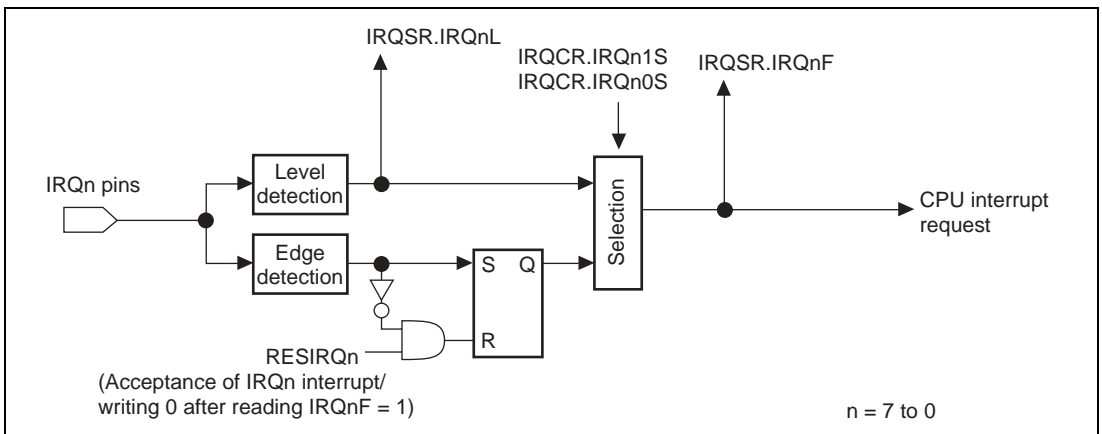 IRQSR.IRQnL
IRQCR.IRQn1S
IRQCR.IRQn0S
IRQSR.IRQnF
IRQn pins
Level
detection
Edge
detection
S Q
R
Selection
CPU interrupt
request
RESIRQn
(Acceptance of IRQn interrupt/
writing 0 after reading IRQnF = 1)
n = 7 to 0